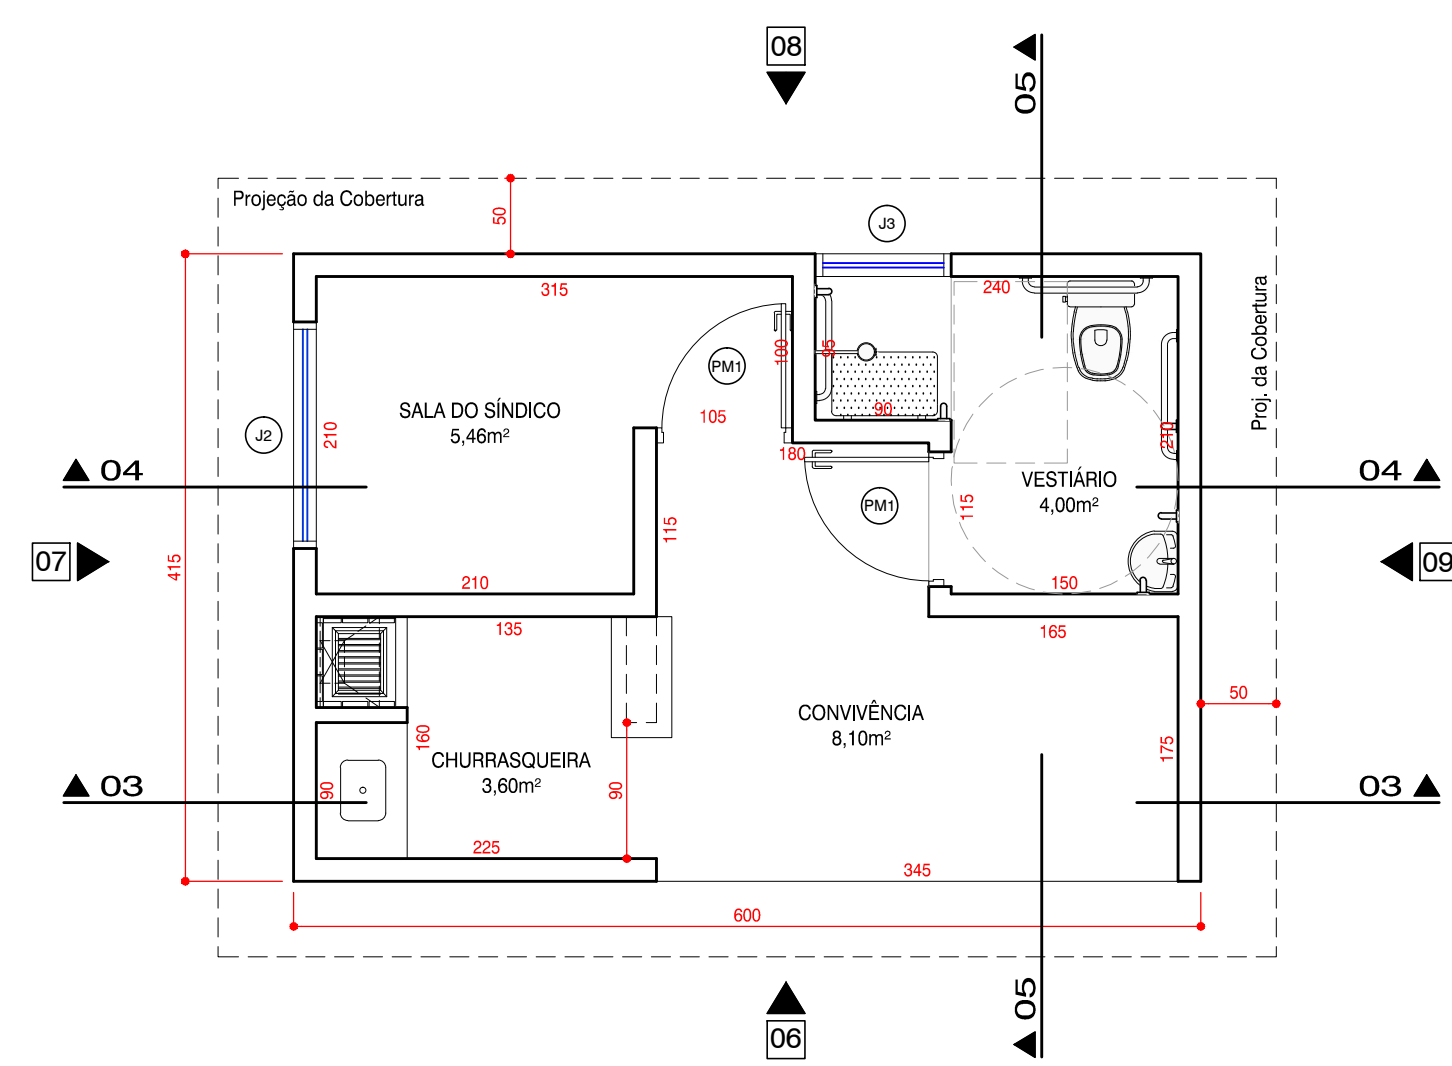 08
05
Projeção da Cobertura
50
J3
315
240
Proj. da Cobertura
100
95
PM1
SALA DO SÍNDICO
5,46m²
105
90
J2
210
210
180
04
04
VESTIÁRIO
4,00m²
PM1
115
115
07
415
09
210
150
135
165
50
CONVIVÊNCIA
8,10m²
160
175
CHURRASQUEIRA
3,60m²
03
90
90
03
225
345
600
05
06